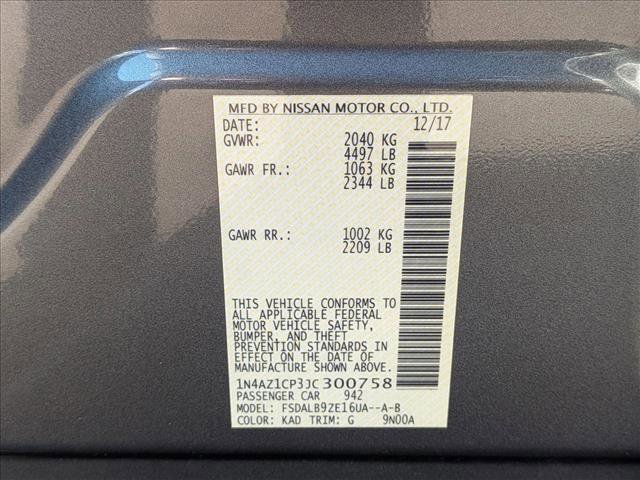 MFD BY NISSAN MOTOR CO., LTD.
DATE: 12/17
GVWR: 2040 KG
4497 LB
GAWR FR.: 1063 KG
2344 LB
GAWR RR.: 1002 KG
2209 LB
THIS VEHICLE CONFORMS TO
ALL APPLICABLE FEDERAL
MOTOR VEHICLE SAFETY,
BUMPER, AND THEFT
PREVENTION STANDARDS IN
EFFECT ON THE DATE OF
MANUFACTURE SHOWN ABOVE.
1N4AZ1CP3JC300758
PASSENGER CAR 942
MODEL: FSDALB9ZE16UA--A-B
COLOR: KAD TRIM: G 9N00A